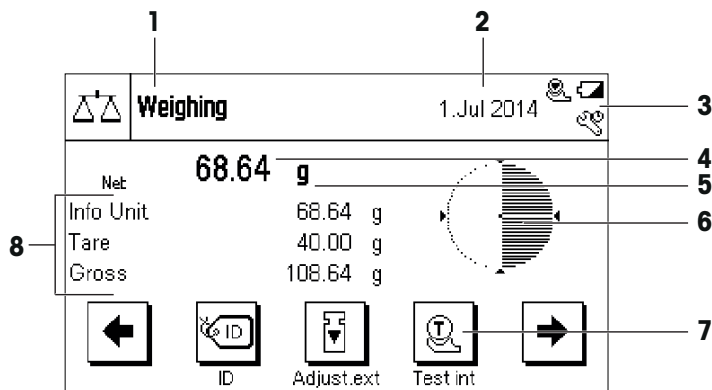 1
2
Weighing
1.Jul 2014
3
68.64 g
4
Net
5
Info Unit 68.64 g
6
Tare 40.00 g
8
Gross 108.64 g
ID
T
7
ID
Adjust.ext
Test int